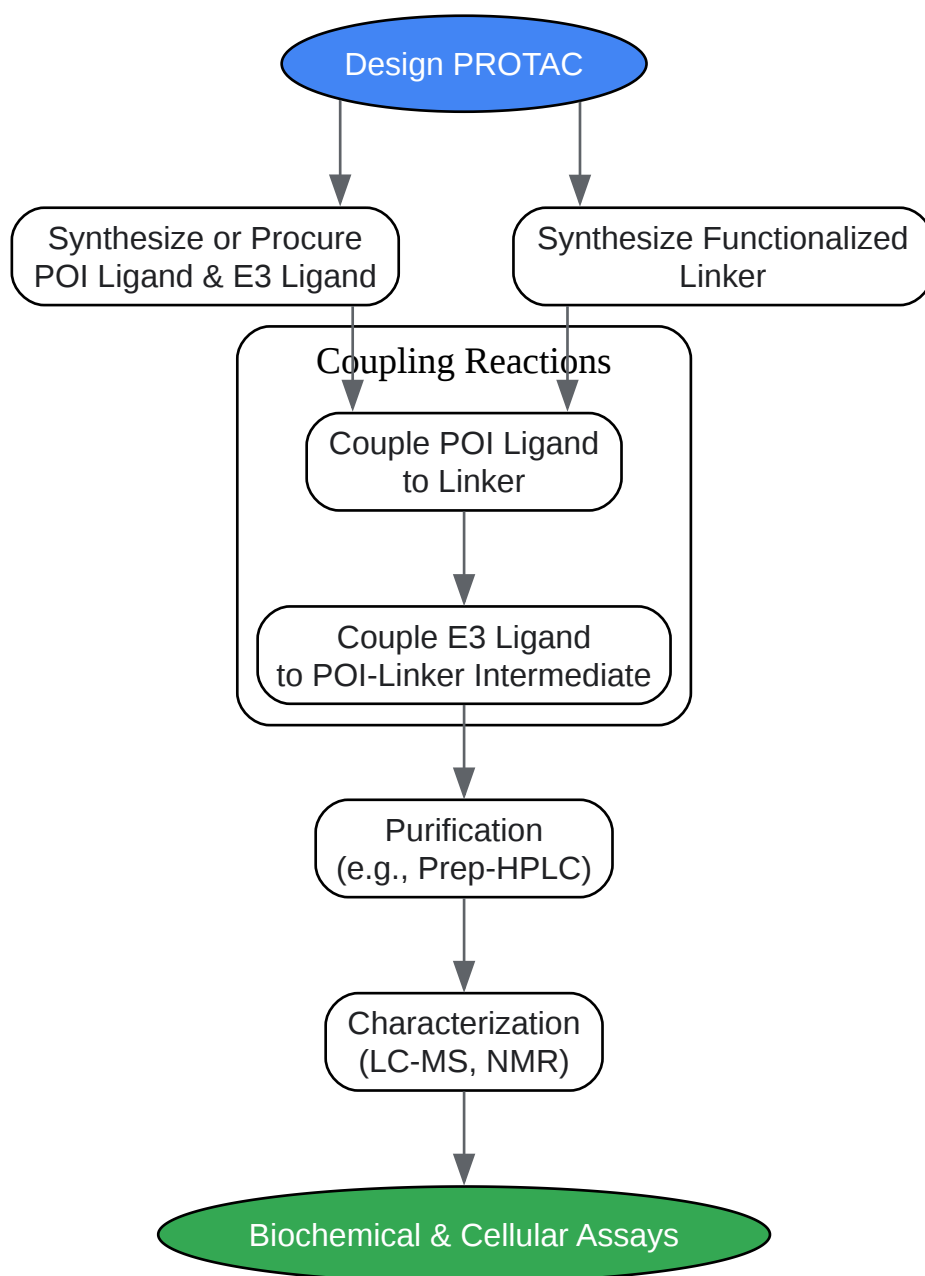 Design PROTAC
Synthesize or Procure
POI Ligand & E3 Ligand
Synthesize Functionalized
Linker
Coupling Reactions
Couple POI Ligand
to Linker
Couple E3 Ligand
to POI-Linker Intermediate
Purification
(e.g., Prep-HPLC)
Characterization
(LC-MS, NMR)
Biochemical & Cellular Assays